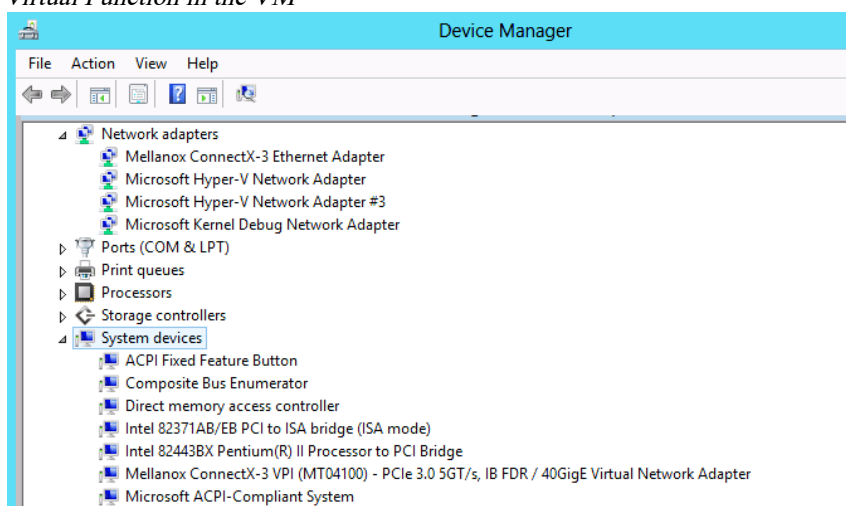 Virtual Function in the VM
Device Manager
File Action View Help
Network adapters
Mellanox ConnectX-3 Ethernet Adapter
Microsoft Hyper-V Network Adapter
Microsoft Hyper-V Network Adapter #3
Microsoft Kernel Debug Network Adapter
Ports (COM & LPT)
Print queues
Processors
Storage controllers
System devices
ACPI Fixed Feature Button
Composite Bus Enumerator
Direct memory access controller
Intel 82371AB/EB PCI to ISA bridge (ISA mode)
Intel 82443BX Pentium(R) II Processor to PCI Bridge
Mellanox ConnectX-3 VPI (MT04100) - PCIe 3.0 5GT/s, IB FDR / 40GigE Virtual Network Adapter
Microsoft ACPI-Compliant System